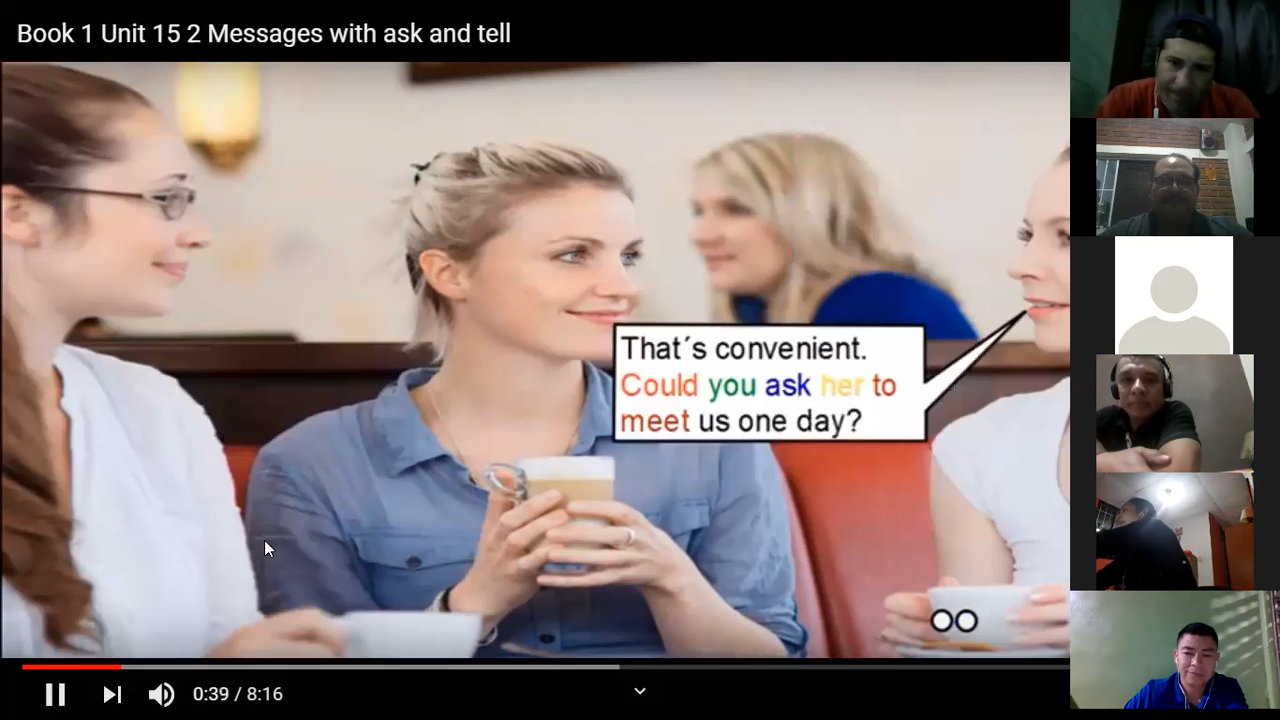 Book 1 Unit 15 2 Messages with ask and tell
That´s convenient.
Could you ask her to
meet us one day?
0:39 / 8:16